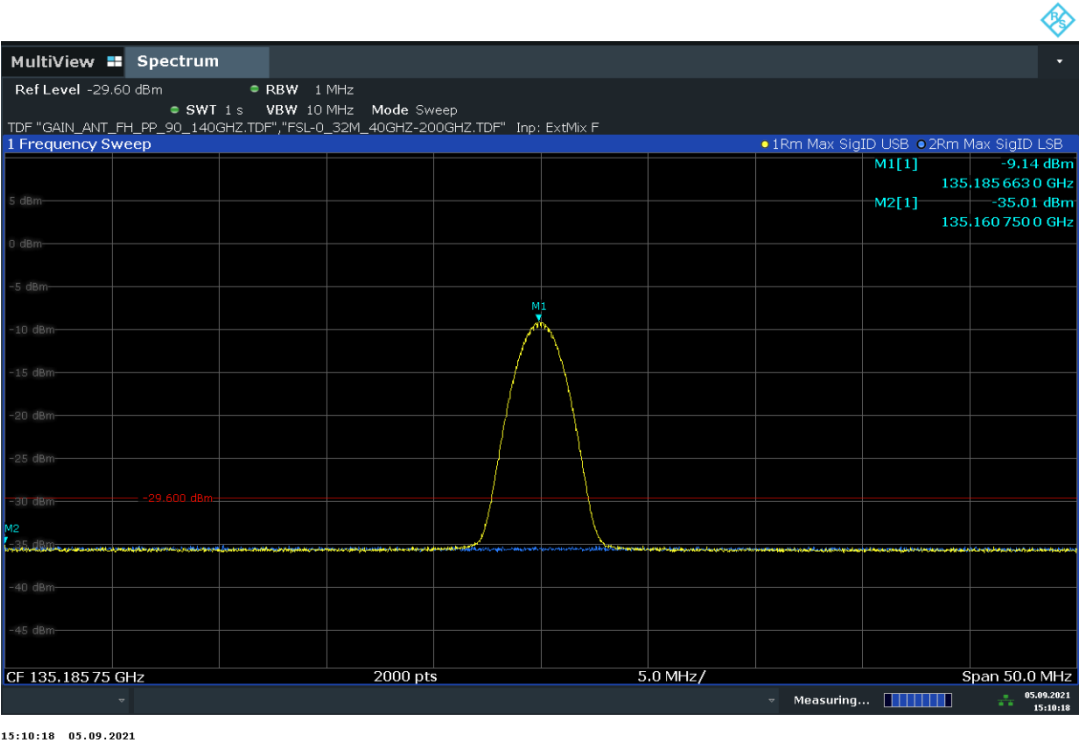 R&S
MultiView Spectrum
Ref Level -29.60 dBm RBW 1 MHz
SWT 1 s VBW 10 MHz Mode Sweep
TDF "GAIN_ANT_FH_PP_90_140GHZ.TDF","FSL-0_32M_40GHZ-200GHZ.TDF" Inp: ExtMix F
1 Frequency Sweep 1Rm Max SigID USB 2Rm Max SigID LSB
M1[1] -9.14 dBm
135.185 663 0 GHz
5 dBm
M2[1] -35.01 dBm
135.160 750 0 GHz
0 dBm
-5 dBm
M1
-10 dBm
-15 dBm
-20 dBm
-25 dBm
-29.600 dBm
-30 dBm
M2
-35 dBm
-40 dBm
-45 dBm
CF 135.185 75 GHz 2000 pts 5.0 MHz/ Span 50.0 MHz
Measuring... 05.09.2021
15:10:18
15:10:18 05.09.2021